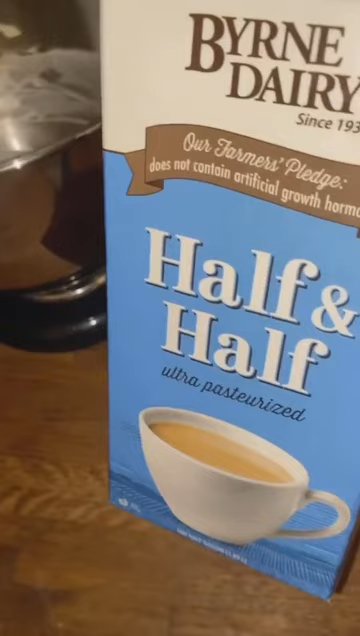 BYRNE
DAIRY
Since 193
Our Farmers' Pledge:
does not contain artificial growth hormo
Half &
Half
ultra pasteurized